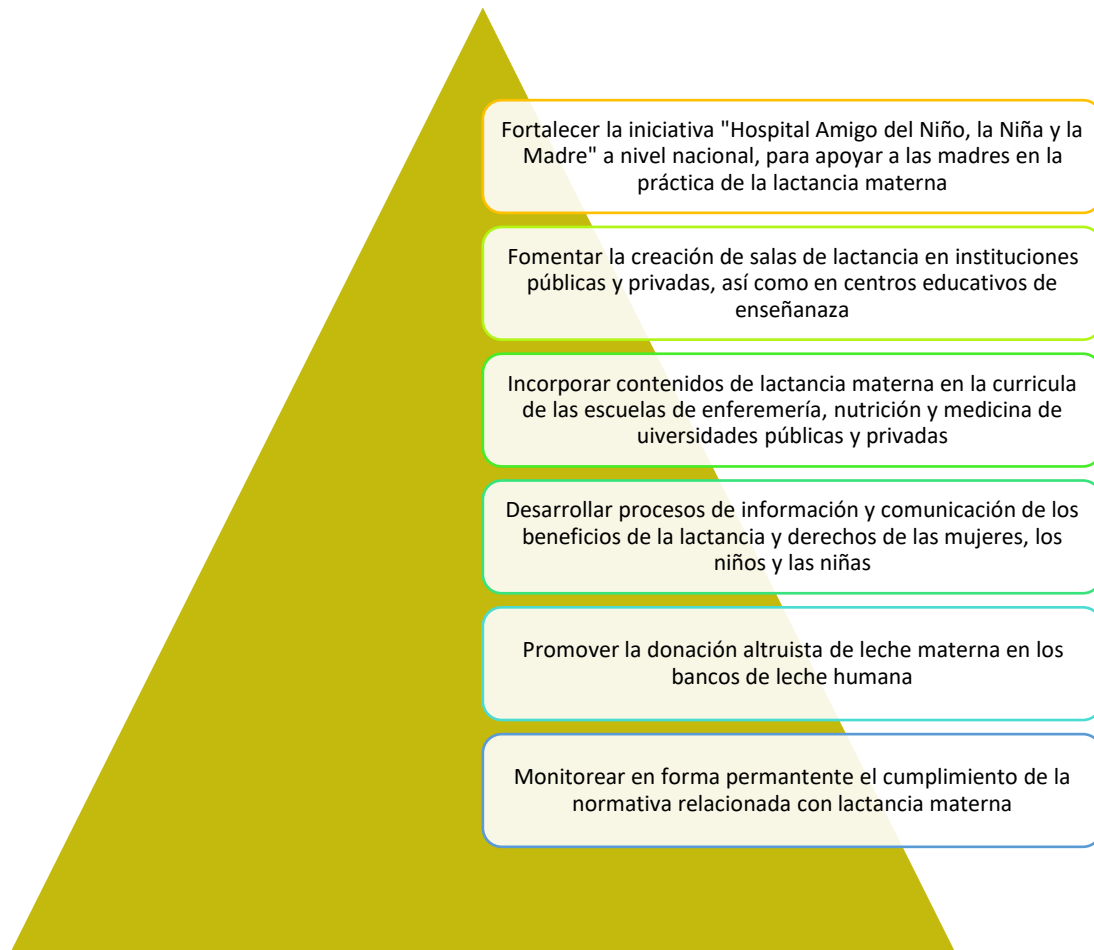 Fortalecer la iniciativa "Hospital Amigo del Niño, la Niña y la
Madre" a nivel nacional, para apoyar a las madres en la
práctica de la lactancia materna
Fomentar la creación de salas de lactancia en instituciones
públicas y privadas, así como en centros educativos de
enseñanaza
Incorporar contenidos de lactancia materna en la curricula
de las escuelas de enferemería, nutrición y medicina de
uiversidades públicas y privadas
Desarrollar procesos de información y comunicación de los
beneficios de la lactancia y derechos de las mujeres, los
niños y las niñas
Promover la donación altruista de leche materna en los
bancos de leche humana
Monitorear en forma permantente el cumplimiento de la
normativa relacionada con lactancia materna